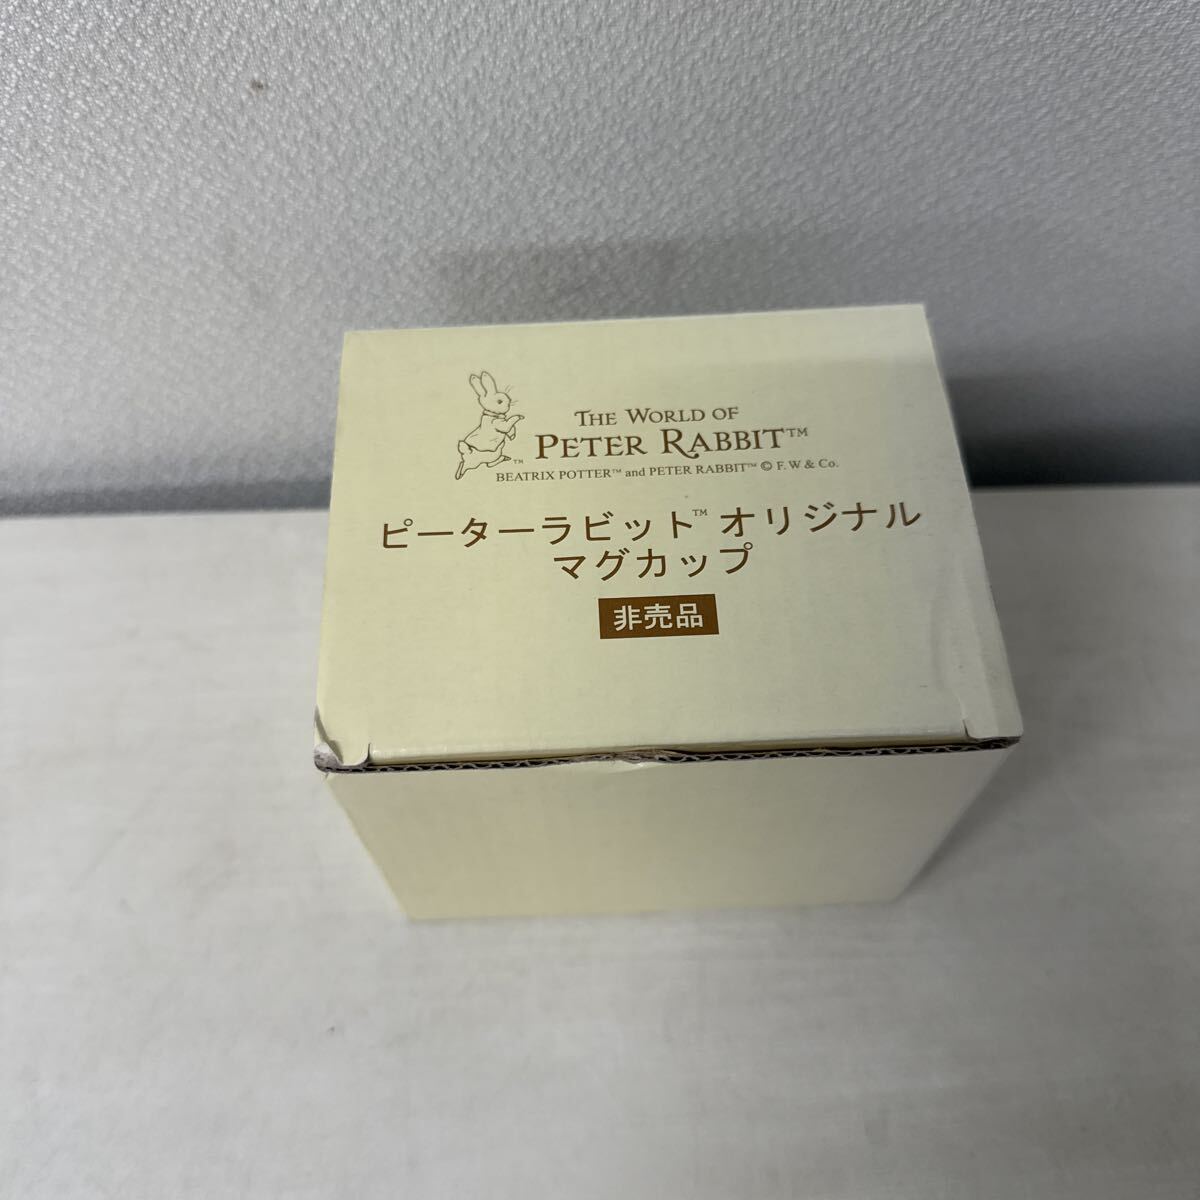 THE WORLD OF
PETER RABBIT™
™
BEATRIX POTTER™ and PETER RABBIT™ © F. W & Co.
ピーターラビット™ オリジナル
マグカップ
非売品